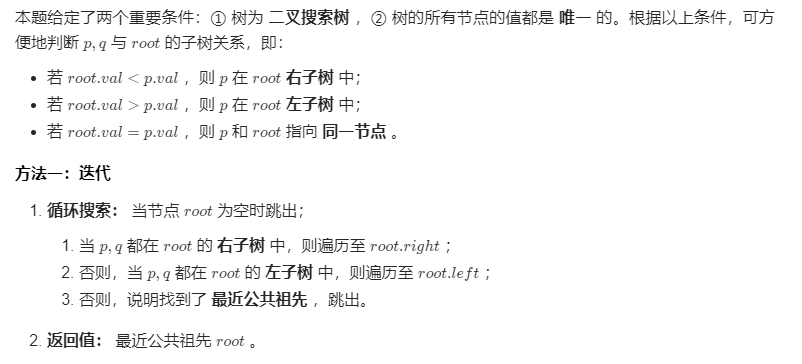 本题给定了两个重要条件：① 树为 二叉搜索树 ，② 树的所有节点的值都是 唯一 的。根据以上条件，可方
便地判断 p,q 与 root 的子树关系，即：
• 若 root.val < p.val ，则 p 在 root 右子树 中；
• 若 root.val > p.val ，则 p 在 root 左子树 中；
• 若 root.val = p.val ，则 p 和 root 指向 同一节点 。
方法一：迭代
1. 循环搜索： 当节点 root 为空时跳出；
1. 当 p,q 都在 root 的 右子树 中，则遍历至 root.right ；
2. 否则，当 p,q 都在 root 的 左子树 中，则遍历至 root.left ；
3. 否则，说明找到了 最近公共祖先 ，跳出。
2. 返回值： 最近公共祖先 root 。